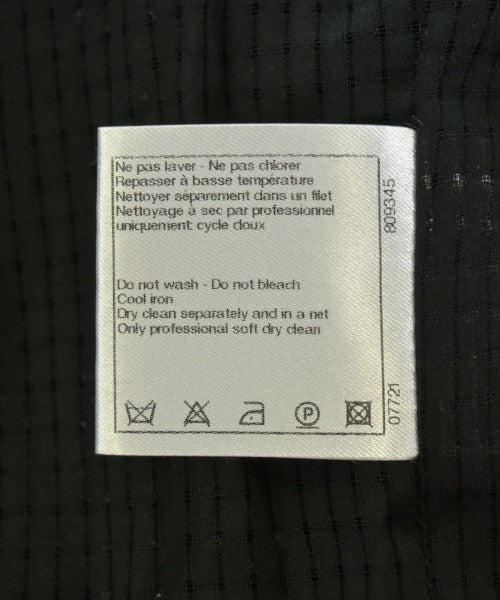 Ne pas laver - Ne pas chlorer
Repasser à basse température
Nettoyer séparement dans un filet
Nettoyage à sec par professionnel
uniquement: cycle doux
Do not wash - Do not bleach
Cool iron
Dry clean separately and in a net
Only professional soft dry clean
P
809345
07721